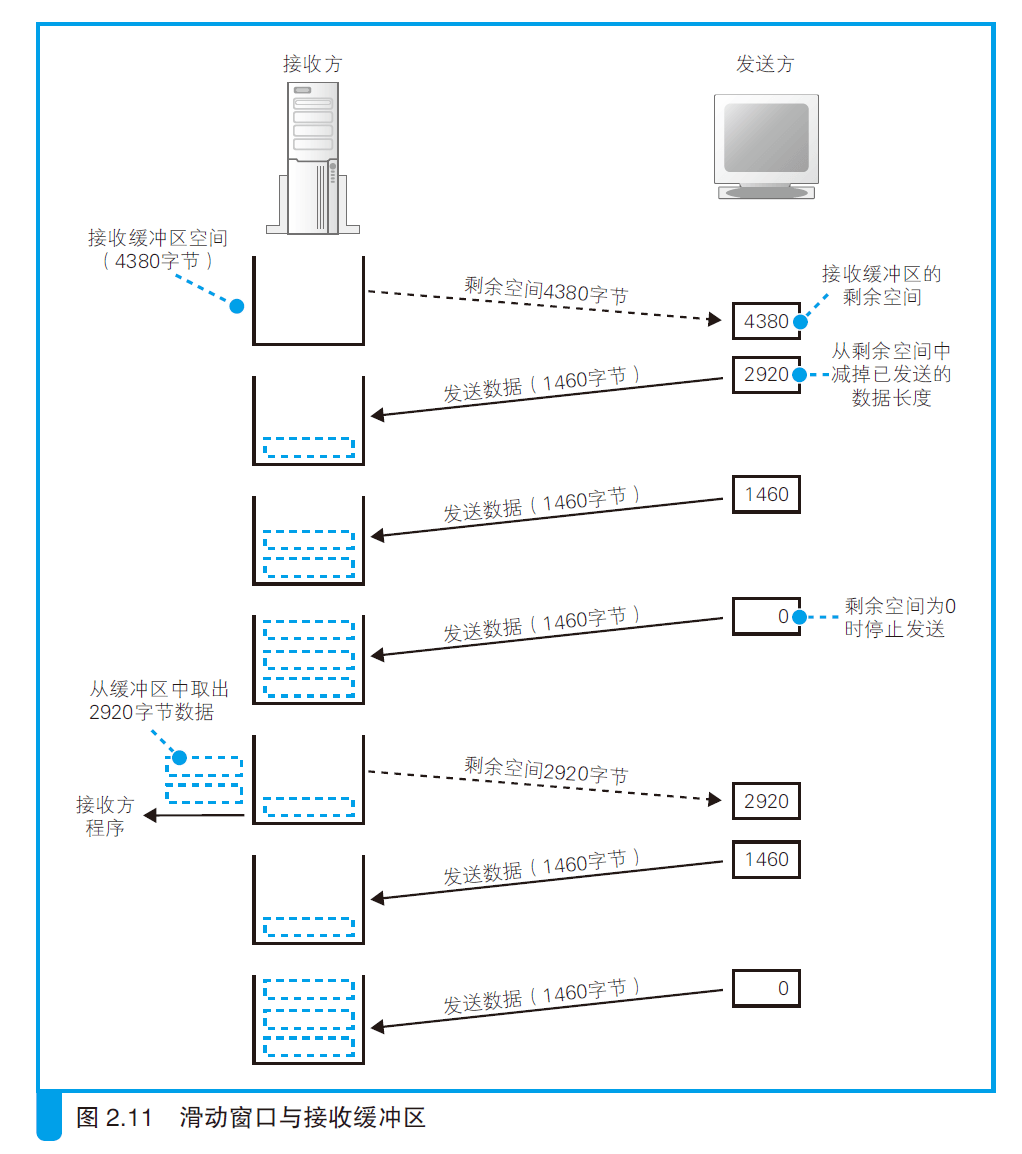 接收方
发送方
接收缓冲区空间
（4380字节）
剩余空间4380字节
接收缓冲区的
剩余空间
4380
从剩余空间中
减掉已发送的
数据长度
2920
发送数据（1460字节）
1460
发送数据（1460字节）
0
剩余空间为0
时停止发送
发送数据（1460字节）
从缓冲区中取出
2920字节数据
剩余空间2920字节
2920
接收方
程序
1460
发送数据（1460字节）
0
发送数据（1460字节）
图 2.11 滑动窗口与接收缓冲区